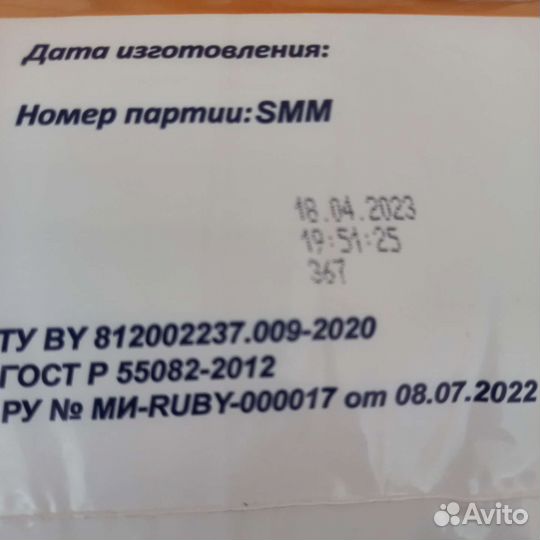 Дата изготовления:
Номер партии: SMM
18.04.2023
19:51:25
367
ТУ BY 812002237.009-2020
ГОСТ Р 55082-2012
РУ № МИ-RUBY-000017 от 08.07.2022
Avito